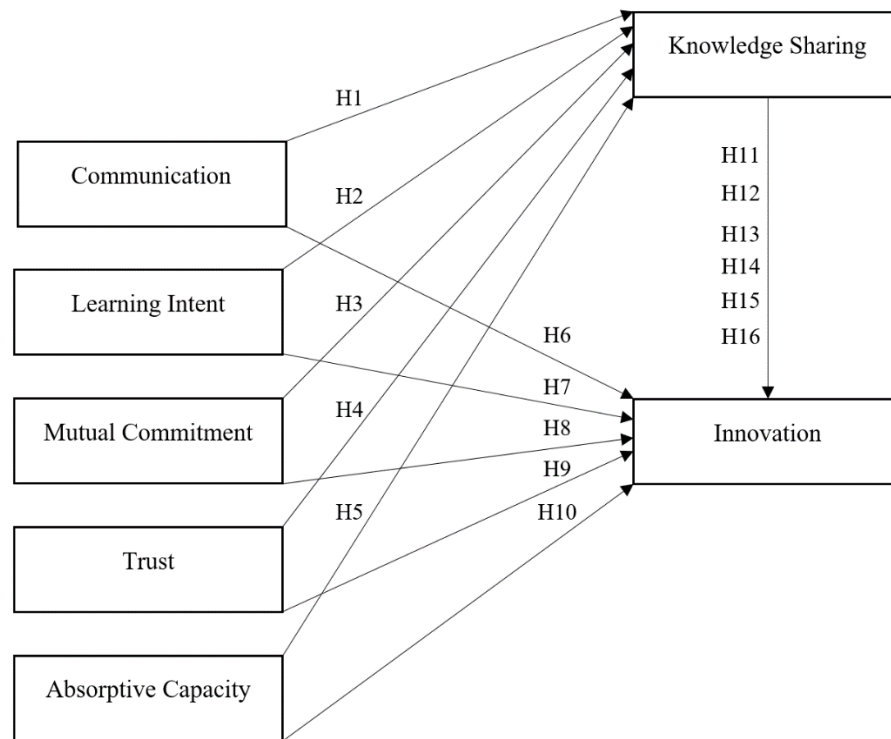 Knowledge Sharing
H1
H11
Communication
H2
H12
H13
H14
Learning Intent
H3
H15
H6
H16
H7
H4
Mutual Commitment
H8
Innovation
H9
H5
H10
Trust
Absorptive Capacity